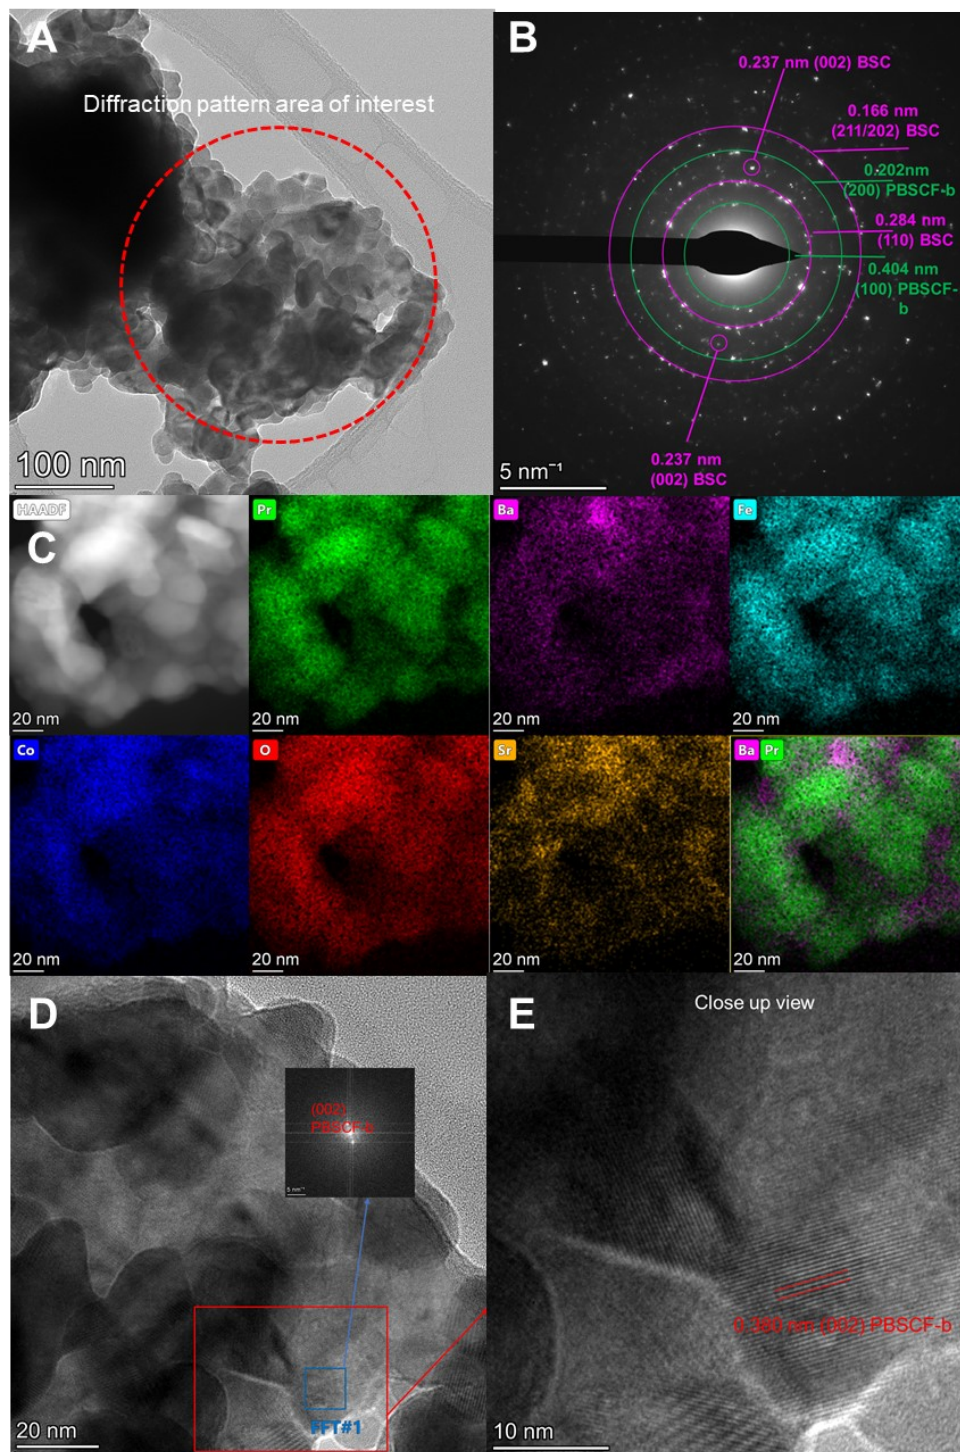 A
Diffraction pattern area of interest
100 nm
B
0.237 nm (002) BSC
0.166 nm
(211/202) BSC
0.202nm
(200) PBSCF-b
0.284 nm
(110) BSC
0.404 nm
(100) PBSCF-
b
0.237 nm
(002) BSC
5 nm⁻¹
HAADF
C
20 nm
Pr
20 nm
Ba
20 nm
Fe
20 nm
Co
20 nm
O
20 nm
Sr
20 nm
Ba Pr
20 nm
D
(002)
PBSCF-b
5 nm⁻¹
FFT#1
20 nm
E
Close up view
0.380 nm (002) PBSCF-b
10 nm